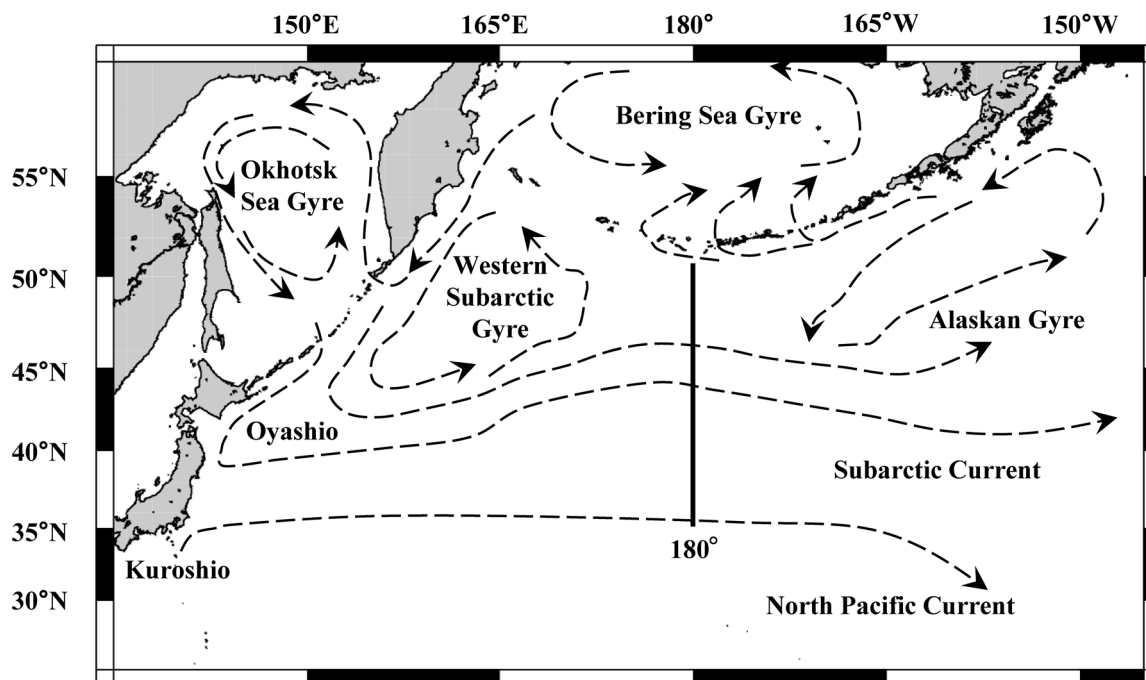 150°E
165°E
180°
165°W
150°W
Bering Sea Gyre
55°N
Okhotsk
Sea Gyre
50°N
Western
Subarctic
Gyre
Alaskan Gyre
45°N
Oyashio
40°N
Subarctic Current
35°N
180°
Kuroshio
30°N
North Pacific Current